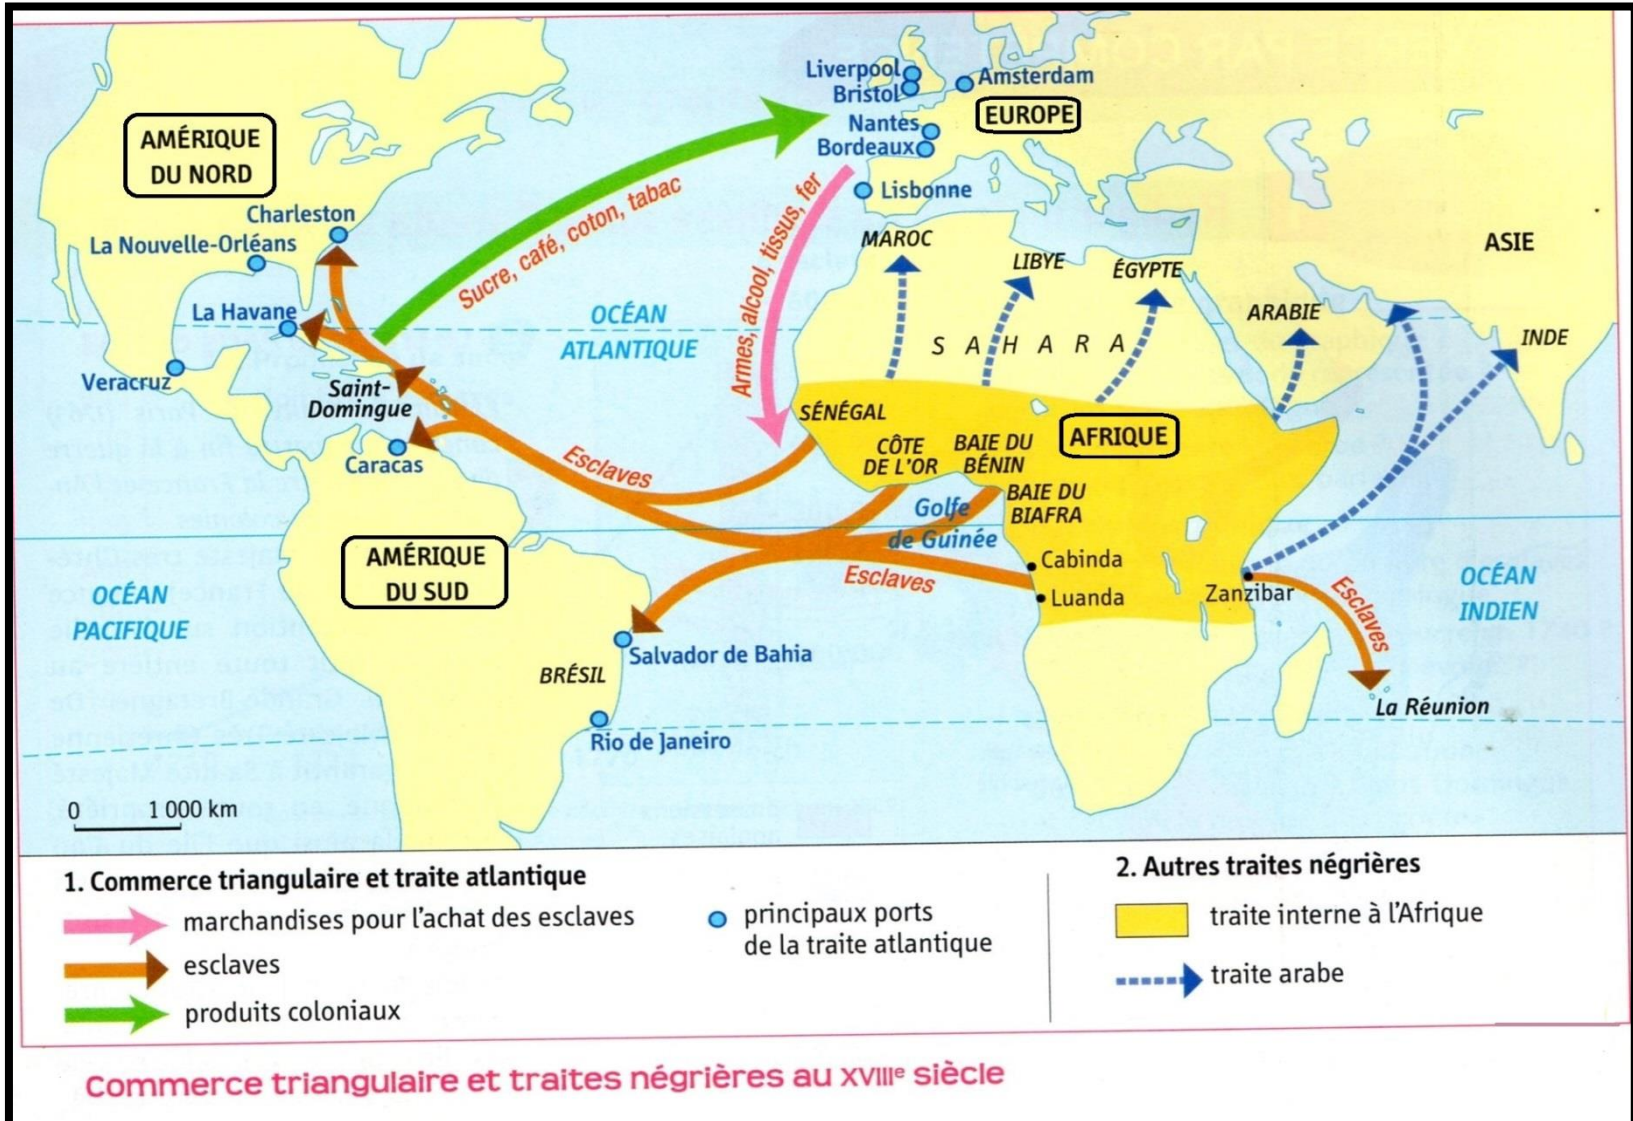 Liverpool
Bristol
Amsterdam
EUROPE
AMÉRIQUE
DU NORD
Nantes
Bordeaux
Lisbonne
Charleston
La Nouvelle-Orléans
La Havane
Veracruz
Sucre, café, coton, tabac
Armes, alcool, tissus, fer
OCÉAN
ATLANTIQUE
MAROC
LIBYE
ÉGYPTE
ARABIE
ASIE
INDE
SAHARA
Saint-
Domingue
Caracas
Esclaves
SÉNÉGAL
CÔTE
DE L'OR
BAIE DU
BÉNIN
AFRIQUE
BAIE DU
BIAFRA
Golfe
de Guinée
Esclaves
Cabinda
Luanda
Zanzibar
Esclaves
OCÉAN
INDIEN
La Réunion
AMÉRIQUE
DU SUD
OCÉAN
PACIFIQUE
BRÉSIL
Salvador de Bahia
Rio de Janeiro
0 1 000 km
1. Commerce triangulaire et traite atlantique
marchandises pour l'achat des esclaves
esclaves
produits coloniaux
principaux ports
de la traite atlantique
2. Autres traites négrières
traite interne à l'Afrique
traite arabe
Commerce triangulaire et traites négrières au XVIIIe siècle